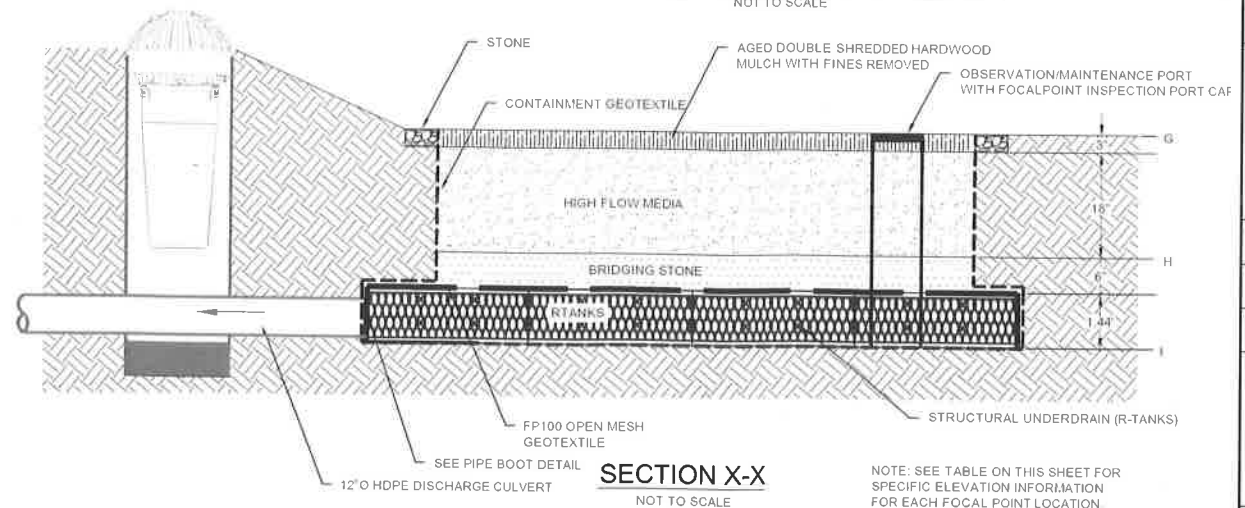 NOT TO SCALE
STONE
AGED DOUBLE SHREDDED HARDWOOD
MULCH WITH FINES REMOVED
OBSERVATION/MAINTENANCE PORT
WITH FOCALPOINT INSPECTION PORT CAP
CONTAINMENT GEOTEXTILE
G
3"
HIGH FLOW MEDIA
18"
H
BRIDGING STONE
6"
RTANKS
1.44'
I
STRUCTURAL UNDERDRAIN (R-TANKS)
FP100 OPEN MESH
GEOTEXTILE
SEE PIPE BOOT DETAIL
12"Ø HDPE DISCHARGE CULVERT
SECTION X-X
NOT TO SCALE
NOTE: SEE TABLE ON THIS SHEET FOR
SPECIFIC ELEVATION INFORMATION
FOR EACH FOCAL POINT LOCATION.